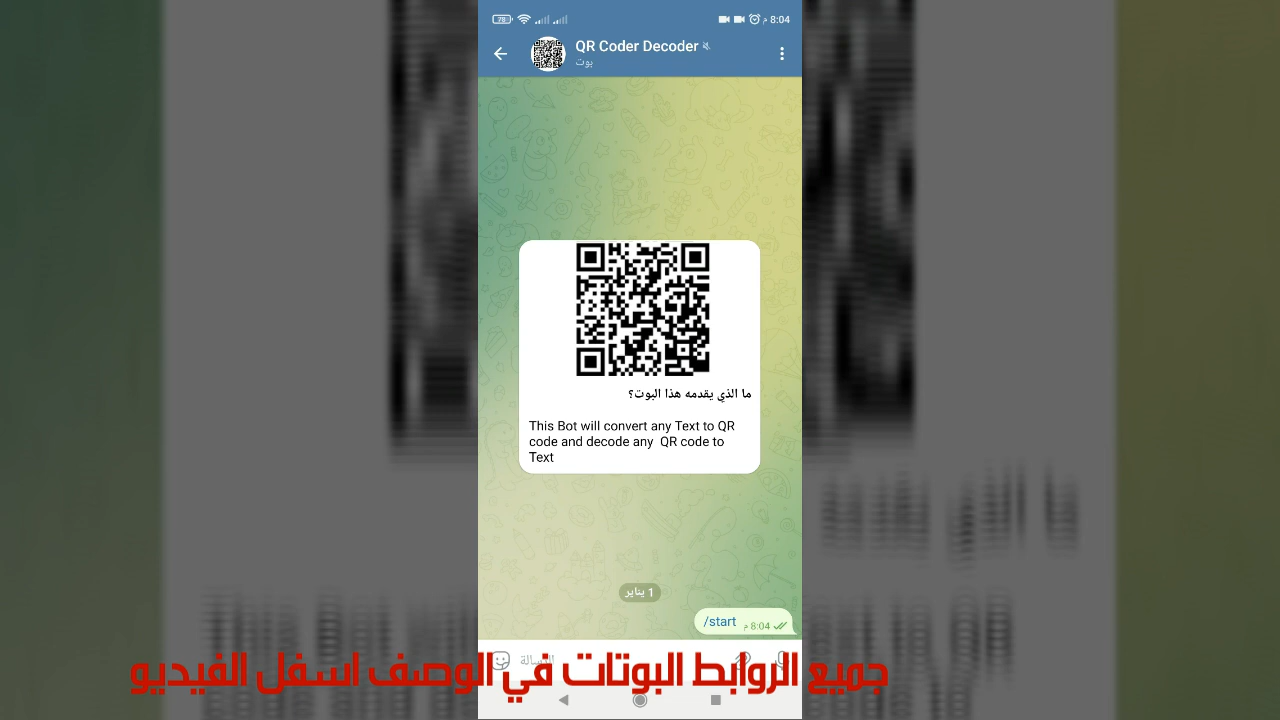 78
8:04 م
QR Coder Decoder
بوت
ما الذي يقدمه هذا البوت؟
This Bot will convert any Text to QR
code and decode any QR code to
Text
1 يناير
/start 8:04 م
جميع الروابط البوتات في الوصف اسفل الفيديو